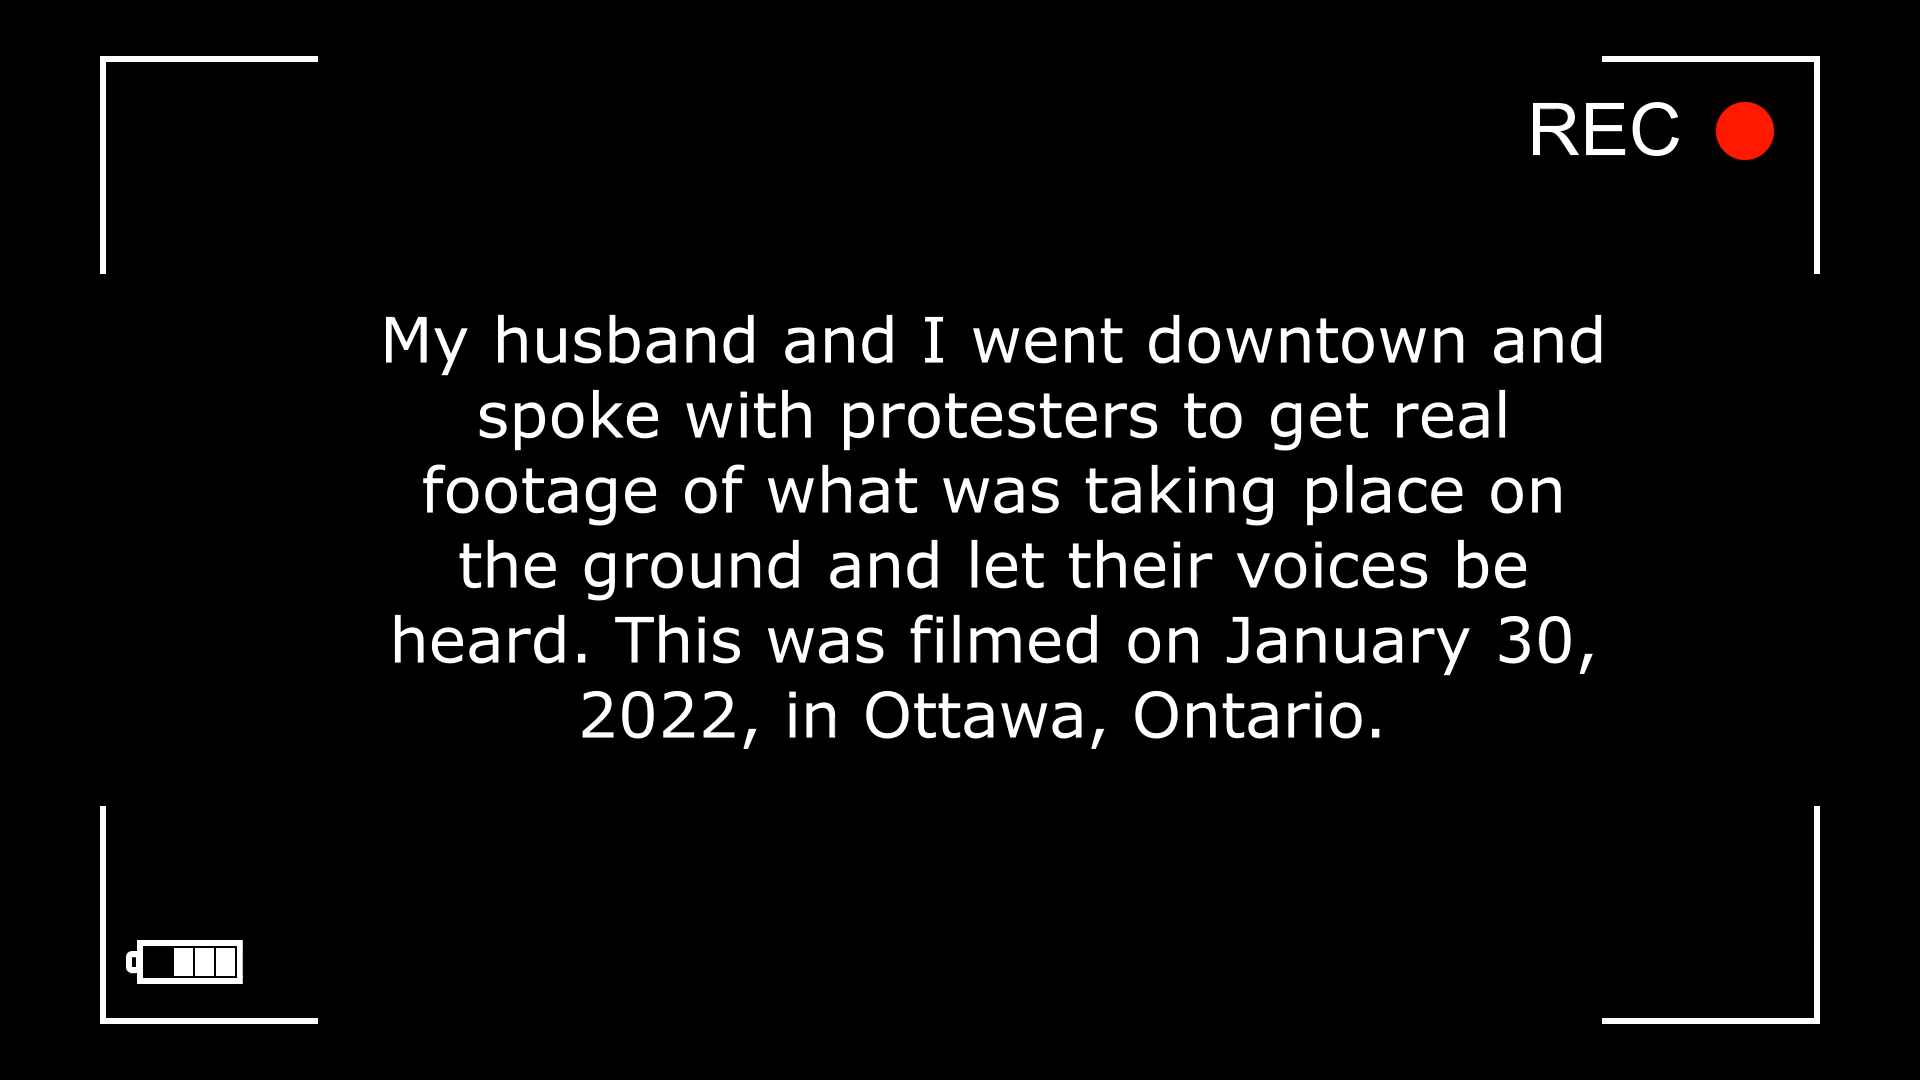 REC
My husband and I went downtown and
spoke with protesters to get real
footage of what was taking place on
the ground and let their voices be
heard. This was filmed on January 30,
2022, in Ottawa, Ontario.